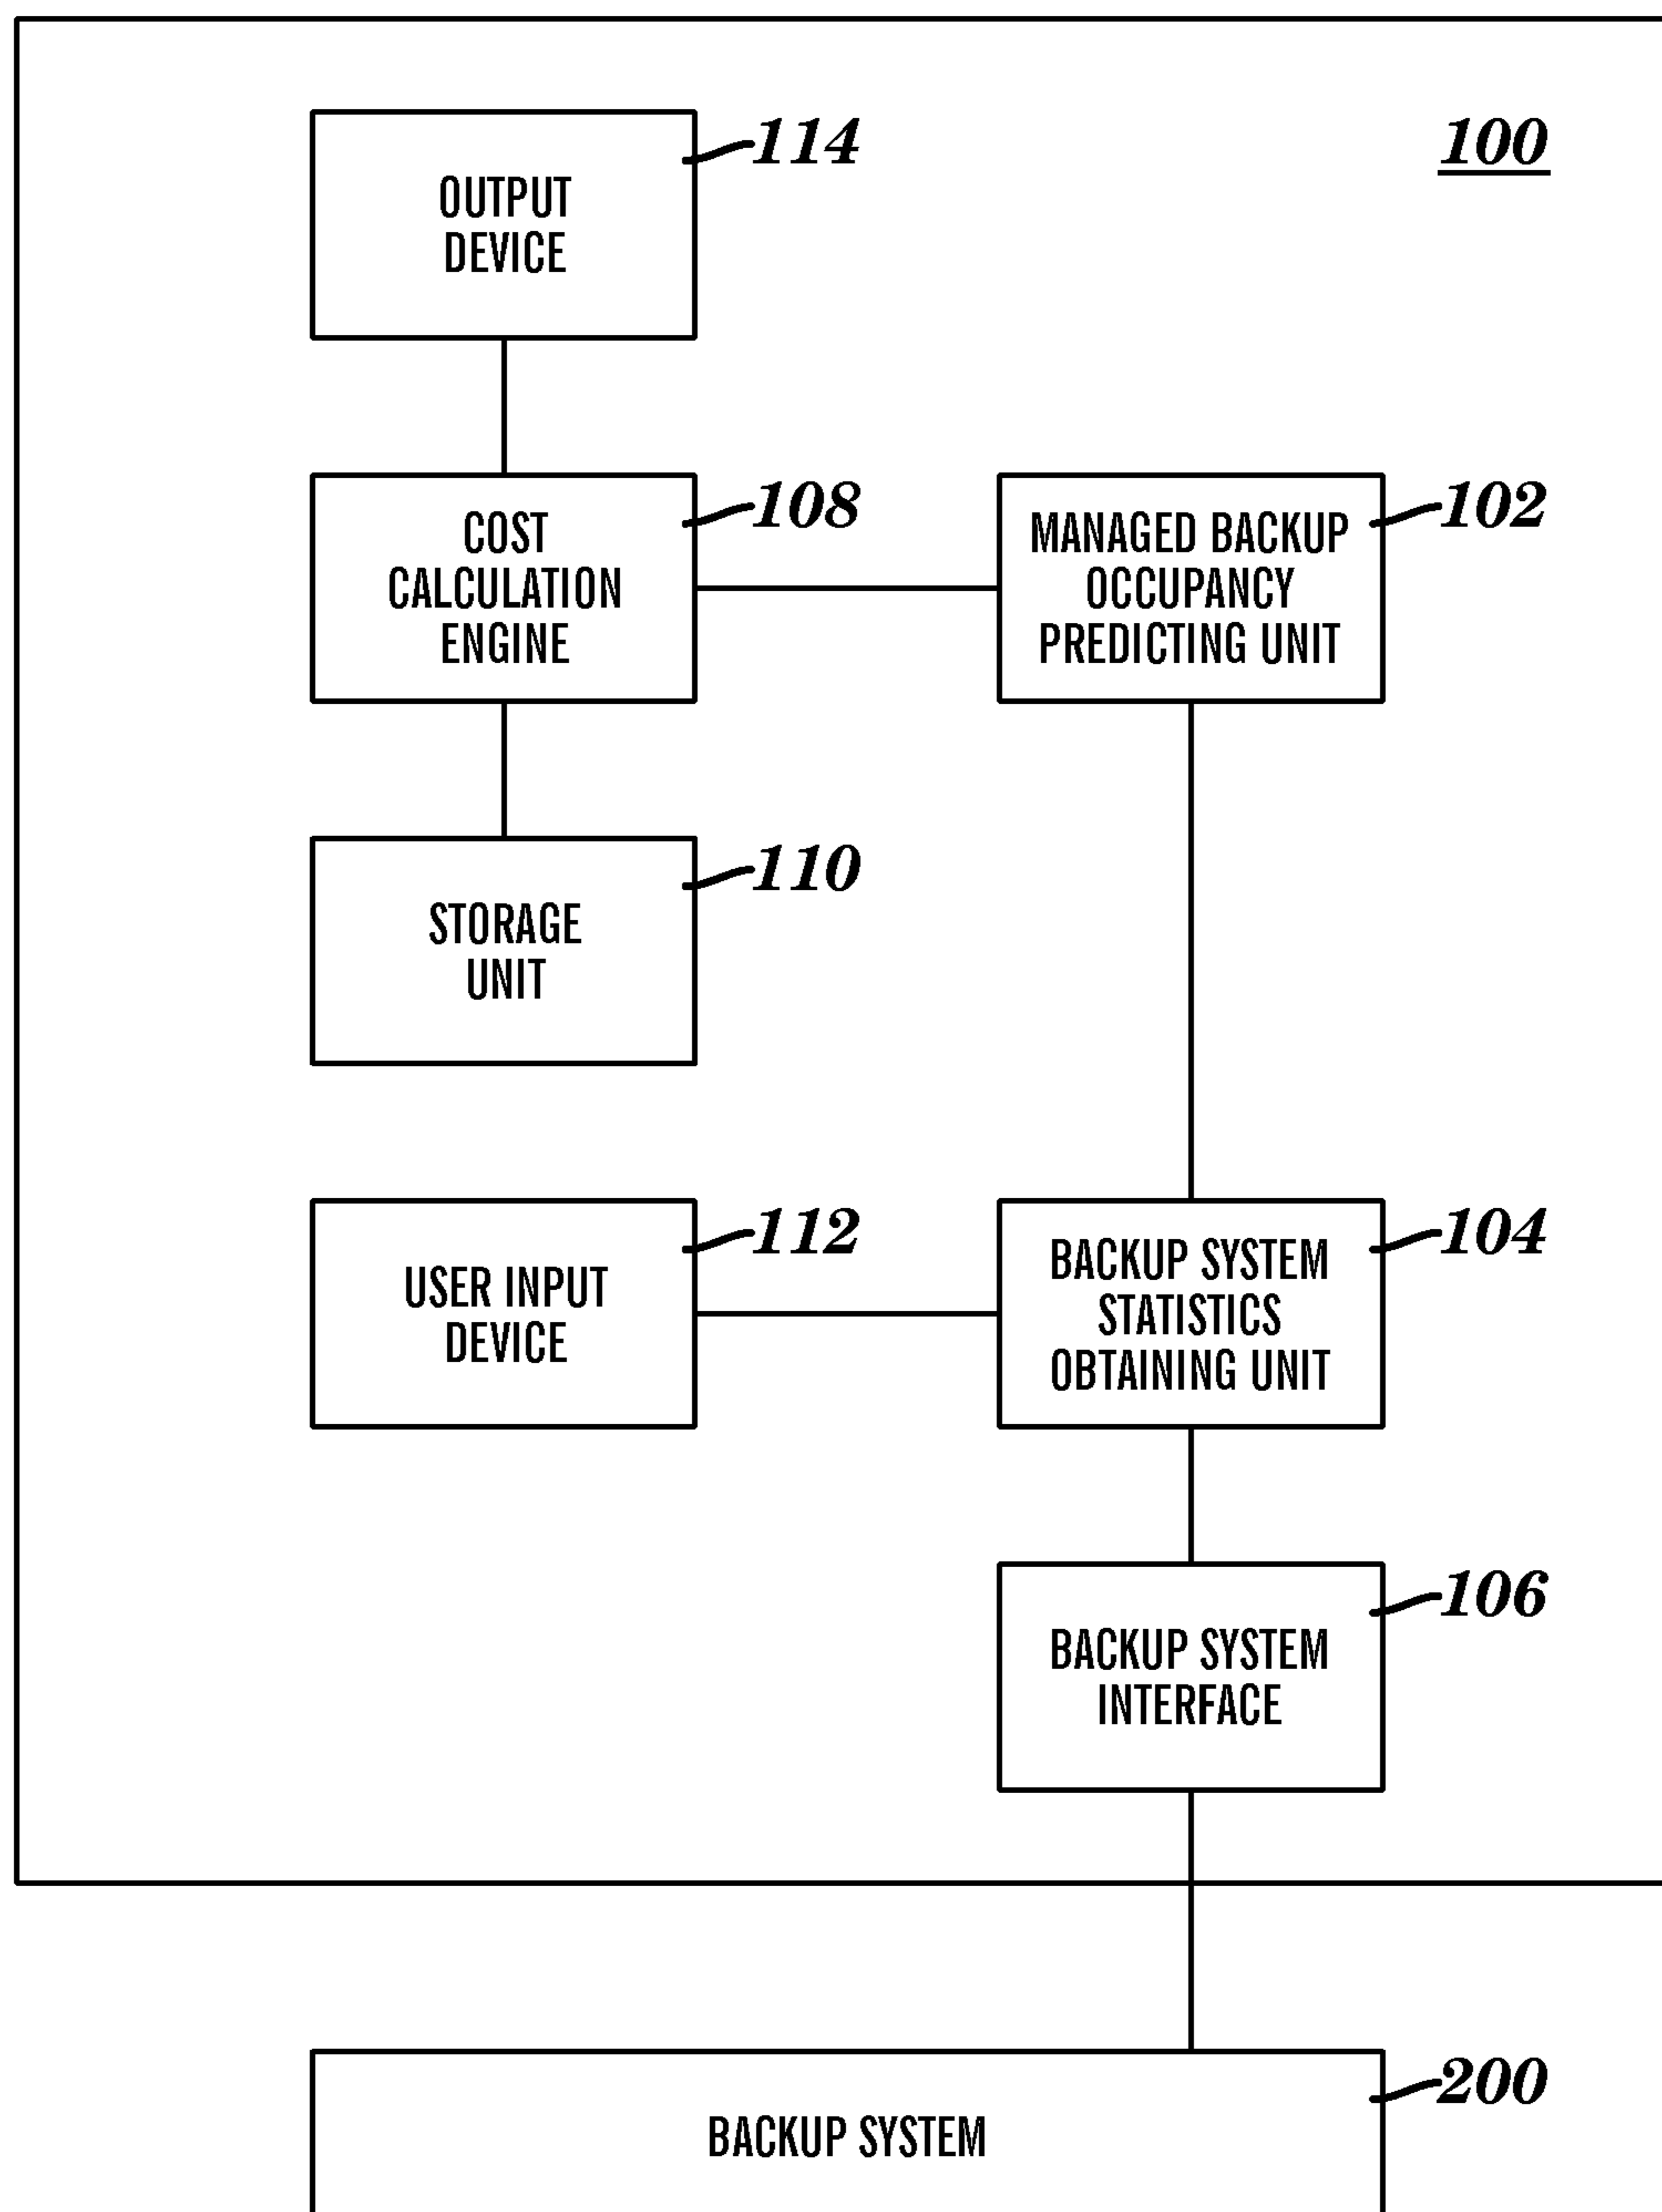 114
100
OUTPUT
DEVICE
108
102
COST
CALCULATION
ENGINE
MANAGED BACKUP
OCCUPANCY
PREDICTING UNIT
110
STORAGE
UNIT
112
104
USER INPUT
DEVICE
BACKUP SYSTEM
STATISTICS
OBTAINING UNIT
106
BACKUP SYSTEM
INTERFACE
200
BACKUP SYSTEM